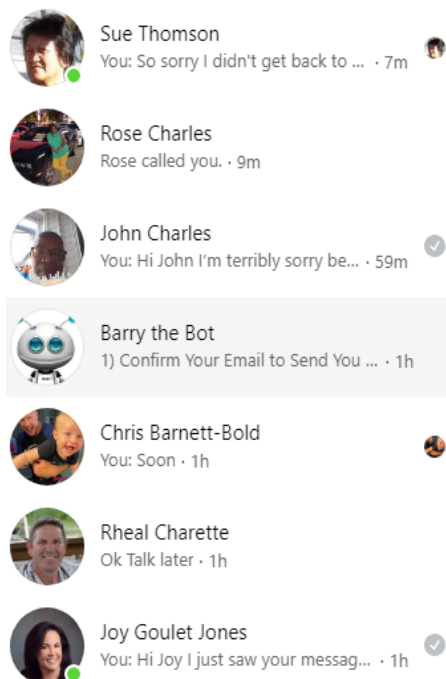 Sue Thomson
You: So sorry I didn't get back to ... · 7m
Rose Charles
Rose called you. · 9m
John Charles
You: Hi John I'm terribly sorry be... · 59m
Barry the Bot
1) Confirm Your Email to Send You ... · 1h
Chris Barnett-Bold
You: Soon · 1h
Rheal Charette
Ok Talk later · 1h
Joy Goulet Jones
You: Hi Joy I just saw your messag... · 1h